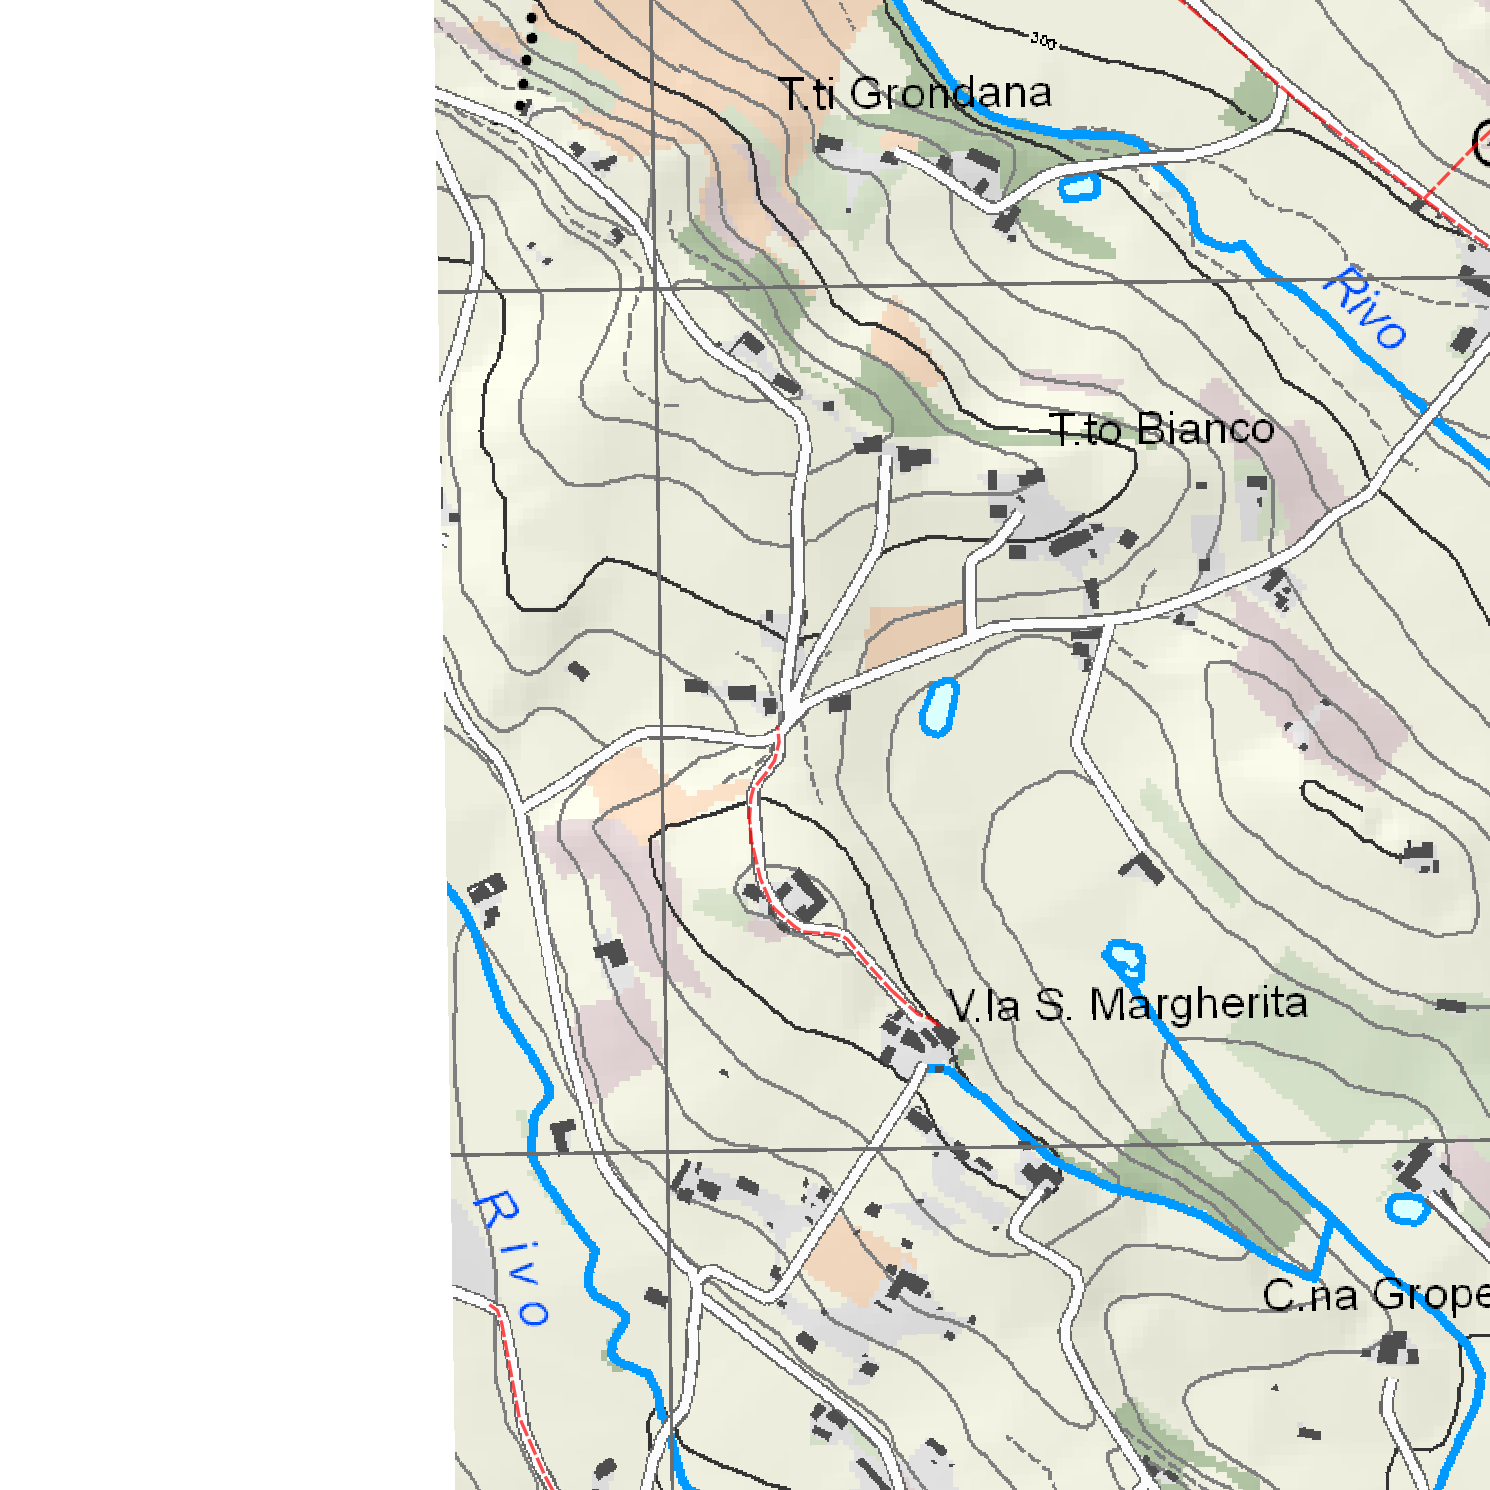 300
T.ti Grondana
Rivo
T.to Bianco
V.la S. Margherita
Rivo
C.na Grope